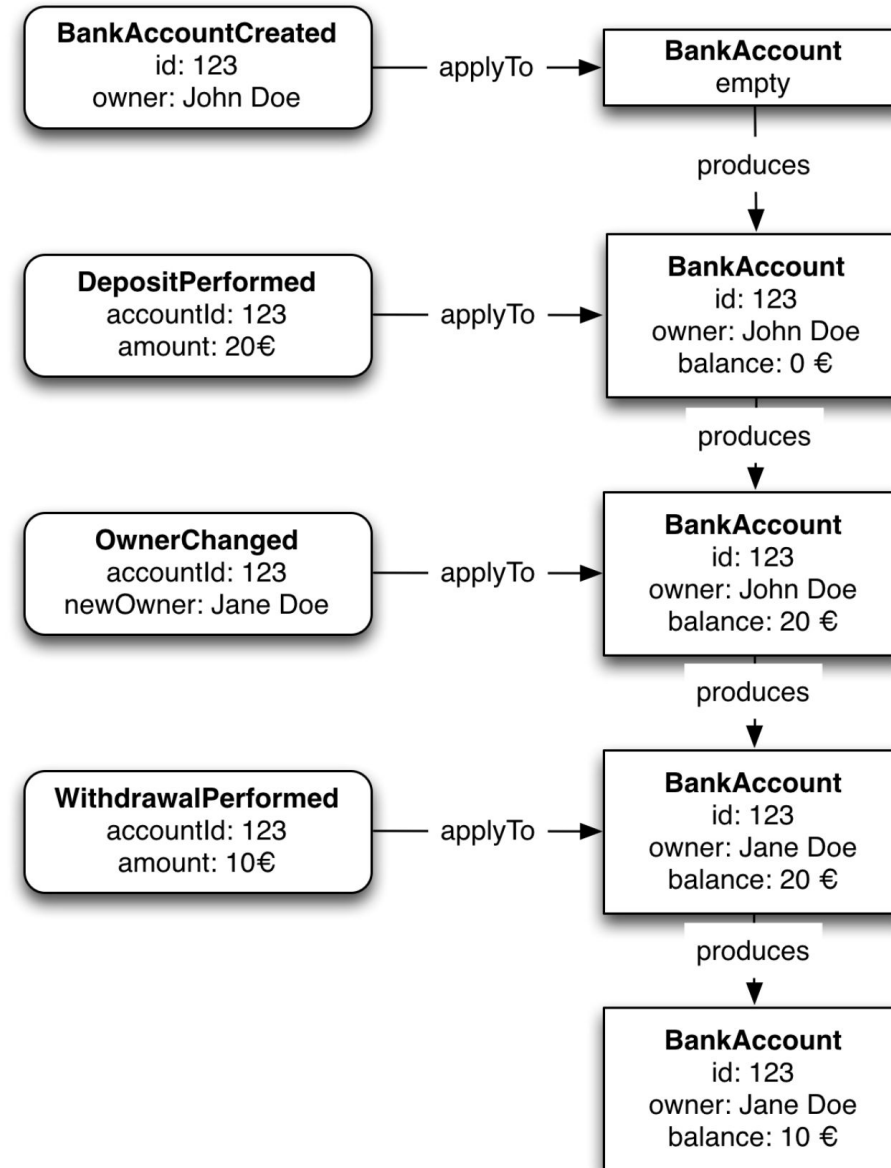 BankAccountCreated
id: 123
owner: John Doe
applyTo
BankAccount
empty
produces
DepositPerformed
accountId: 123
amount: 20€
applyTo
BankAccount
id: 123
owner: John Doe
balance: 0 €
produces
OwnerChanged
accountId: 123
newOwner: Jane Doe
applyTo
BankAccount
id: 123
owner: John Doe
balance: 20 €
produces
WithdrawalPerformed
accountId: 123
amount: 10€
applyTo
BankAccount
id: 123
owner: Jane Doe
balance: 20 €
produces
BankAccount
id: 123
owner: Jane Doe
balance: 10 €